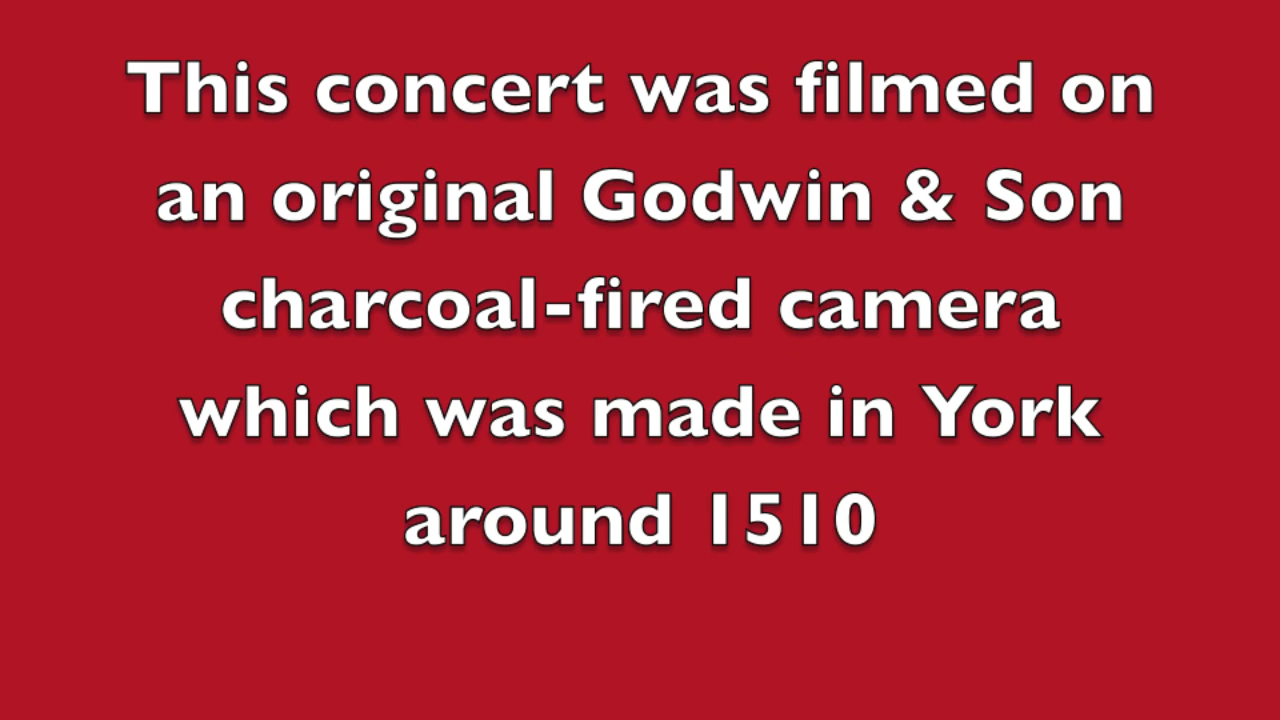 This concert was filmed on
an original Godwin & Son
charcoal-fired camera
which was made in York
around 1510